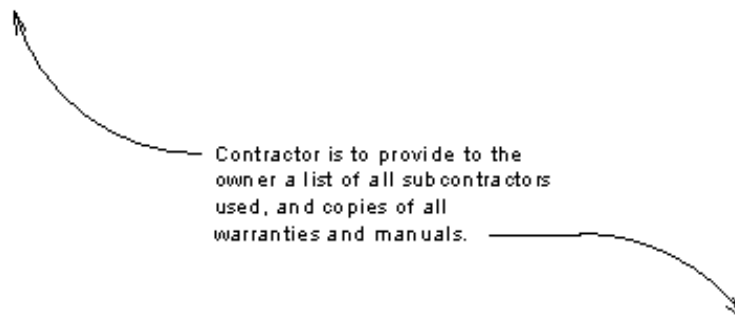 Contractor is to provide to the
owner a list of all subcontractors
used, and copies of all
warranties and manuals.